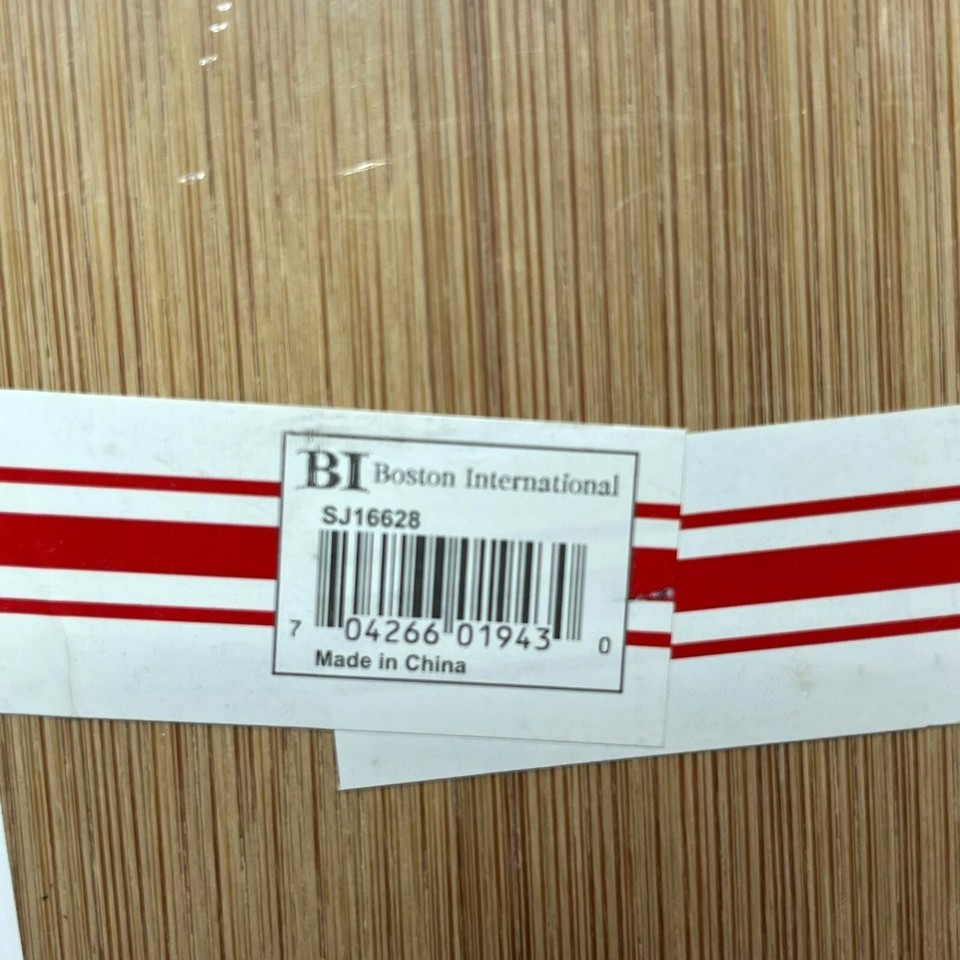 BI Boston International
SJ16628
7 04266 01943 0
Made in China